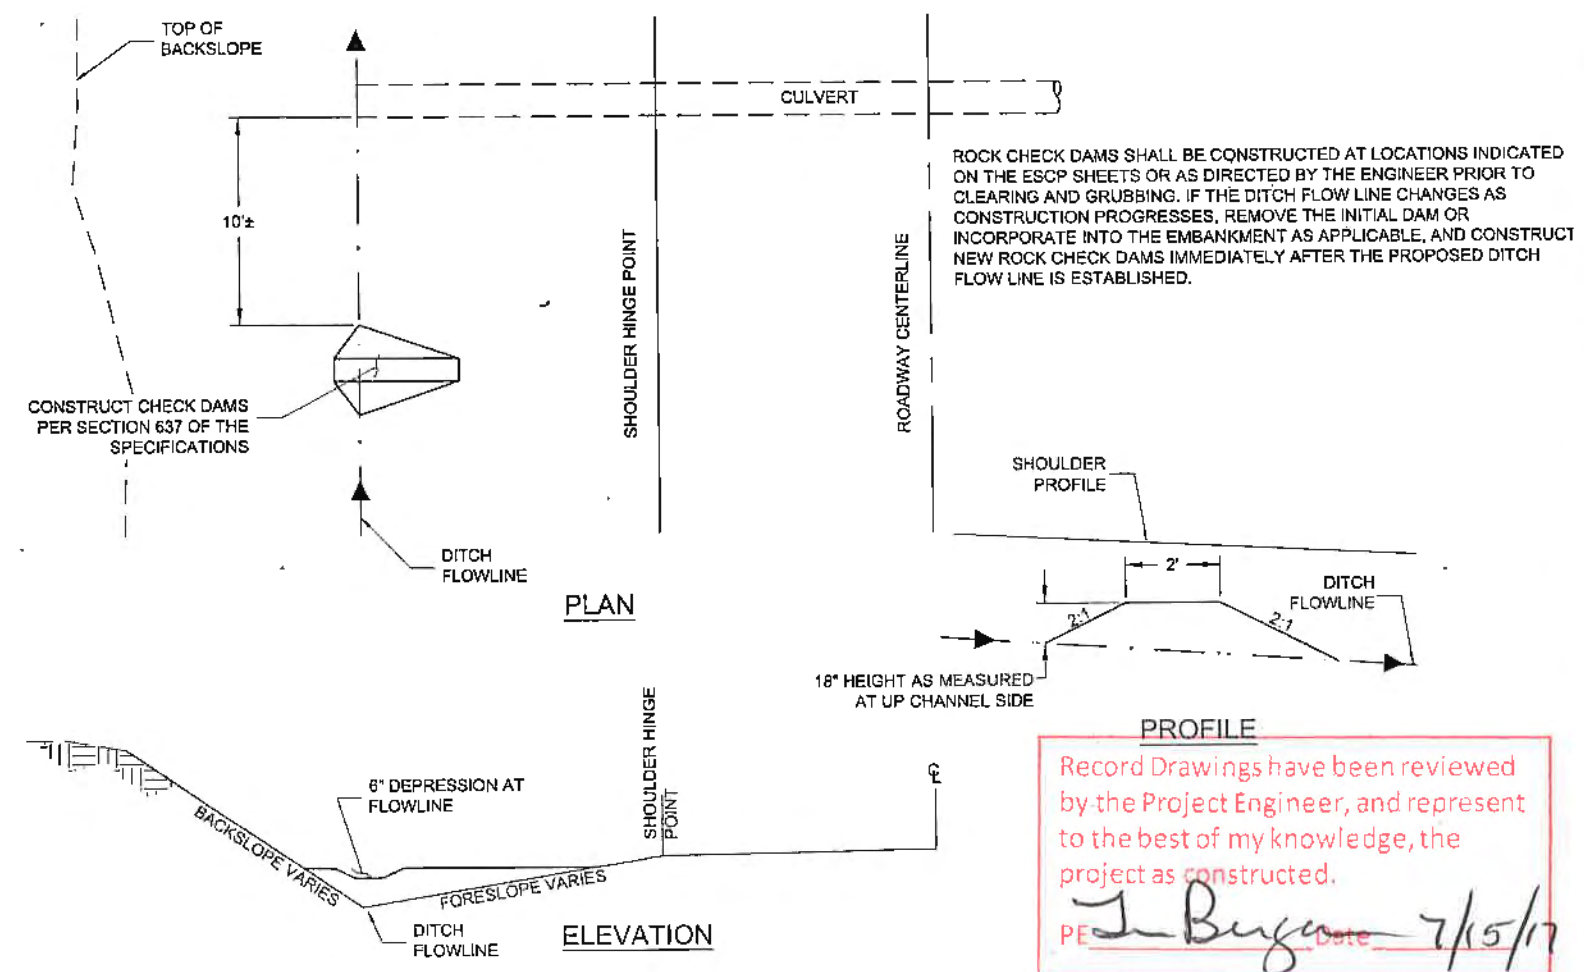 TOP OF
BACKSLOPE
CULVERT
ROCK CHECK DAMS SHALL BE CONSTRUCTED AT LOCATIONS INDICATED
ON THE ESCP SHEETS OR AS DIRECTED BY THE ENGINEER PRIOR TO
CLEARING AND GRUBBING. IF THE DITCH FLOW LINE CHANGES AS
CONSTRUCTION PROGRESSES, REMOVE THE INITIAL DAM OR
INCORPORATE INTO THE EMBANKMENT AS APPLICABLE, AND CONSTRUCT
NEW ROCK CHECK DAMS IMMEDIATELY AFTER THE PROPOSED DITCH
FLOW LINE IS ESTABLISHED.
10'±
SHOULDER HINGE POINT
ROADWAY CENTERLINE
CONSTRUCT CHECK DAMS
PER SECTION 637 OF THE
SPECIFICATIONS
DITCH
FLOWLINE
PLAN
SHOULDER
PROFILE
2'
DITCH
FLOWLINE
2:1
2:1
18" HEIGHT AS MEASURED
AT UP CHANNEL SIDE
PROFILE
SHOULDER HINGE
POINT
℄
6" DEPRESSION AT
FLOWLINE
BACKSLOPE VARIES
FORESLOPE VARIES
DITCH
FLOWLINE
ELEVATION
Record Drawings have been reviewed
by the Project Engineer, and represent
to the best of my knowledge, the
project as constructed.
PE Date 7/15/17